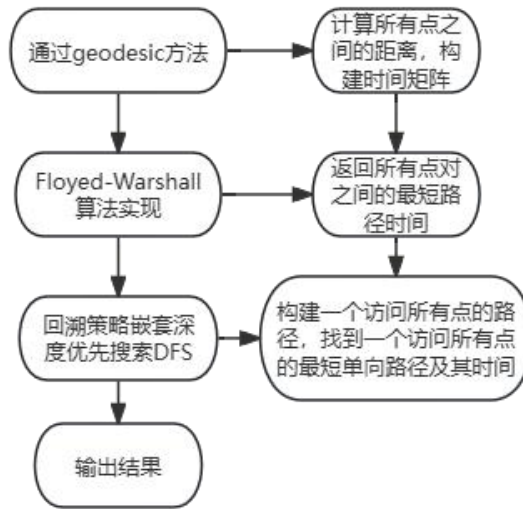 通过geodesic方法
计算所有点之
间的距离，构
建时间矩阵
Floyed-Warshall
算法实现
返回所有点对
之间的最短路
径时间
回溯策略嵌套深
度优先搜索DFS
构建一个访问所有点的路
径，找到一个访问所有点
的最短单向路径及其时间
输出结果